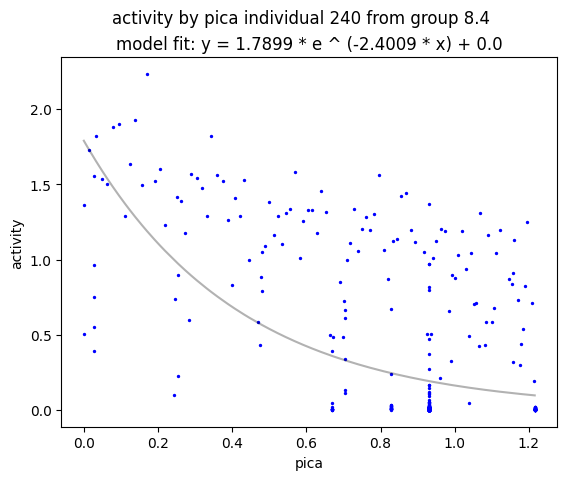 activity by pica individual 240 from group 8.4
model fit: y = 1.7899 * e ^ (-2.4009 * x) + 0.0
2.0
1.5
1.0
0.5
0.0
activity
0.0 0.2 0.4 0.6 0.8 1.0 1.2
pica